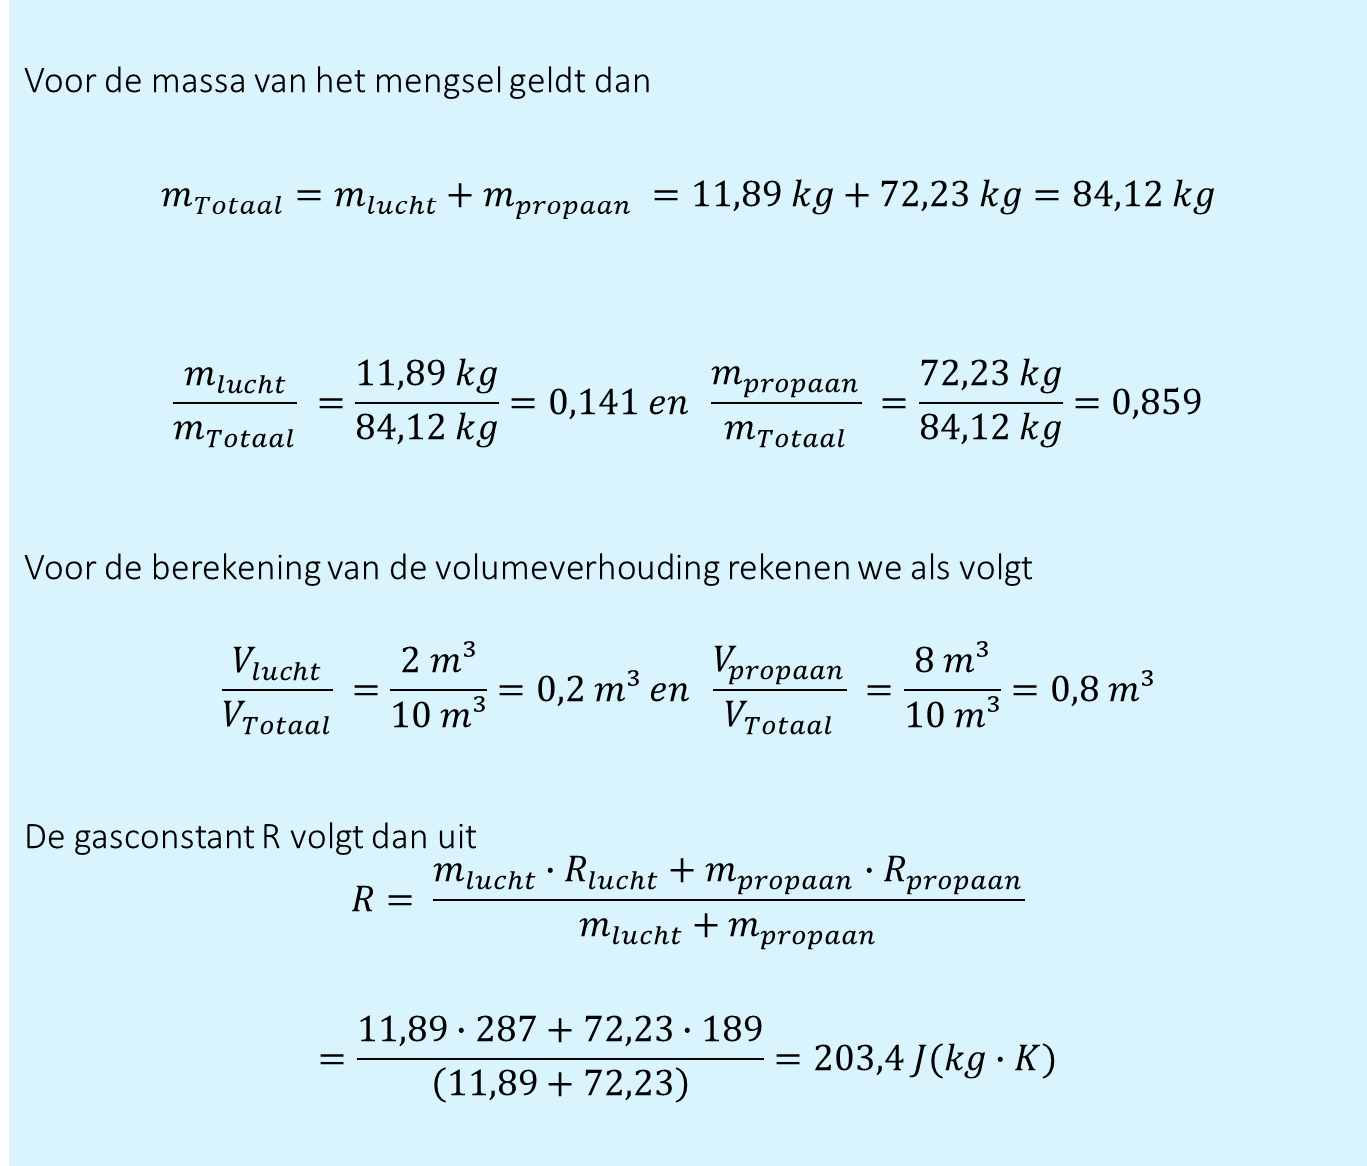 Voor de massa van het mengsel geldt dan
m_Totaal = m_lucht + m_propaan = 11,89 kg + 72,23 kg = 84,12 kg
m_lucht / m_Totaal = 11,89 kg / 84,12 kg = 0,141 en m_propaan / m_Totaal = 72,23 kg / 84,12 kg = 0,859
Voor de berekening van de volumeverhouding rekenen we als volgt
V_lucht / V_Totaal = 2 m³ / 10 m³ = 0,2 m³ en V_propaan / V_Totaal = 8 m³ / 10 m³ = 0,8 m³
De gasconstant R volgt dan uit
R = (m_lucht · R_lucht + m_propaan · R_propaan) / (m_lucht + m_propaan)
= (11,89 · 287 + 72,23 · 189) / (11,89 + 72,23) = 203,4 J(kg · K)